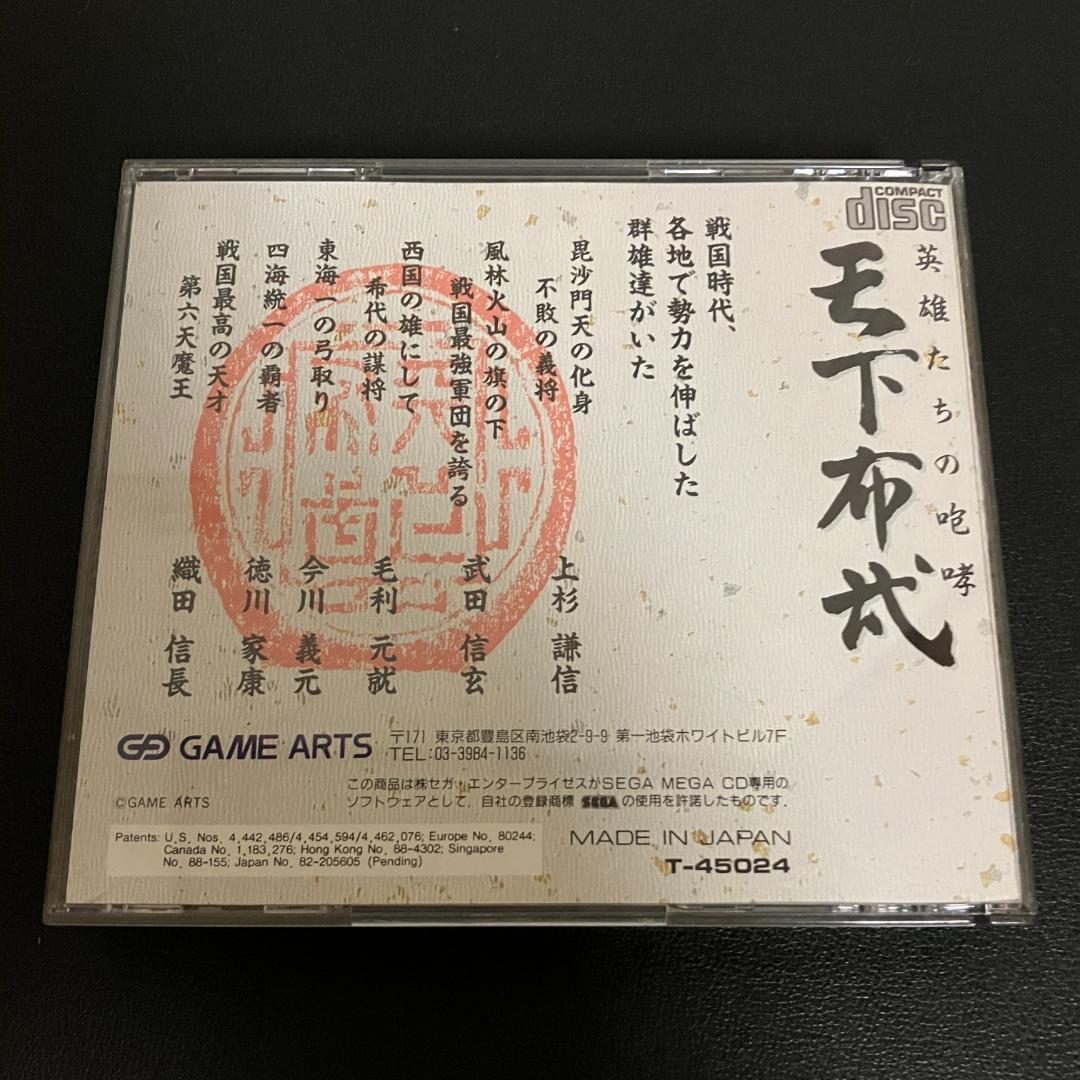 COMPACT
disc
天下布武
英雄たちの咆哮
戦国時代、
各地で勢力を伸ばした
群雄達がいた
毘沙門天の化身
不敗の義将
上杉 謙信
風林火山の旗の下
戦国最強軍団を誇る
武田 信玄
西国の雄にして
希代の謀将
毛利 元就
東海一の弓取り
今川 義元
四海統一の覇者
徳川 家康
戦国最高の天才
第六天魔王
織田 信長
GAME ARTS
〒171 東京都豊島区南池袋2-9-9 第一池袋ホワイトビル7F
TEL:03-3984-1136
この商品は㈱セガ・エンタープライゼスがSEGA MEGA CD専用の
ソフトウェアとして、自社の登録商標 SEGA の使用を許諾したものです。
©GAME ARTS
Patents: U.S. Nos. 4,442,486/4,454,594/4,462,076; Europe No. 80244;
Canada No. 1,183,276; Hong Kong No. 88-4302; Singapore
No. 88-155; Japan No. 82-205605 (Pending)
MADE IN JAPAN
T-45024